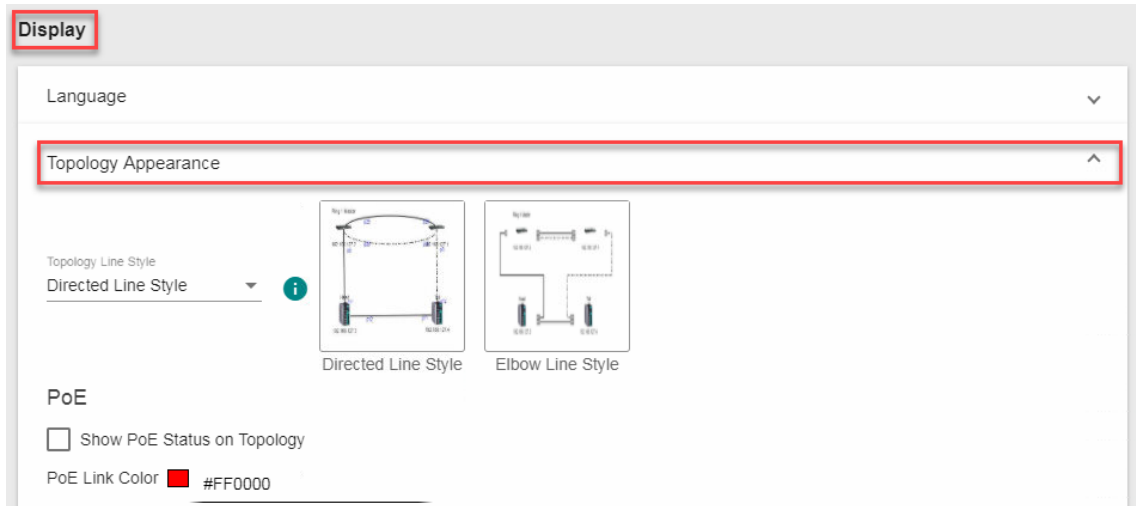 Display
Language
Topology Appearance
Topology Line Style
Directed Line Style
Directed Line Style
Elbow Line Style
PoE
Show PoE Status on Topology
PoE Link Color
#FF0000